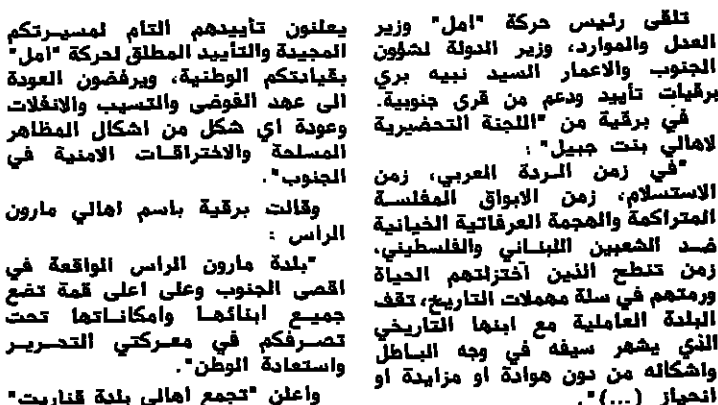 تلقى رئيس حركة "امل" وزير
العدل والموارد، وزير الدولة لشؤون
الجنوب والاعمار السيد نبيه بري
برقيات تأييد ودعم من قرى جنوبية.
في برقية من "اللجنة التحضيرية
لاهالي بنت جبيل" :
"في زمن الردة العربي، زمن
الاستسلام، زمن الابواق المفلسة
المتراكمة والهجمة العرفاتية الخيانية
ضد الشعبين اللبناني والفلسطيني،
زمن تنطح الذين اختزلتهم الحياة
ورمتهم في سلة مهملات التاريخ، تقف
البلدة العاملية مع ابنها التاريخي
الذي يشهر سيفه في وجه الباطل
واشكاله من دون هوادة او مزايدة او
انحياز (...)".
يعلنون تأييدهم التام لمسيرتكم
المجيدة والتأييد المطلق لحركة "امل"
بقيادتكم الوطنية، ويرفضون العودة
الى عهد الفوضى والتسيب والانفلات
وعودة اي شكل من اشكال المظاهر
المسلحة والاختراقات الامنية في
الجنوب".
وقالت برقية باسم اهالي مارون
الراس :
"بلدة مارون الراس الواقعة في
اقصى الجنوب وعلى اعلى قمة تضع
جميع ابنائها وامكاناتها تحت
تصرفكم في معركتي التحرير
واستعادة الوطن".
واعلن "تجمع اهالي بلدة قناريت"